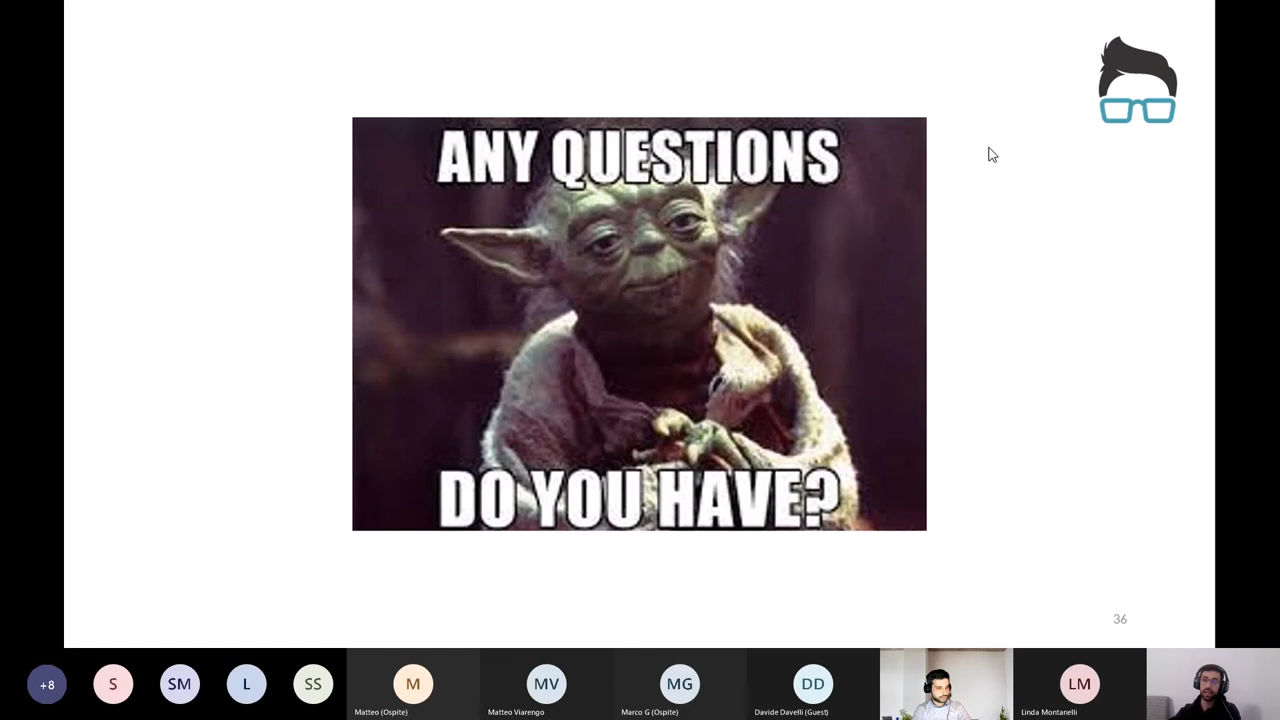 ANY QUESTIONS
DO YOU HAVE?
36
+8
S
SM
L
SS
M
MV
MG
DD
LM
Matteo (Ospite)
Matteo Viarengo
Marco G (Ospite)
Davide Davelli (Guest)
Linda Montanelli